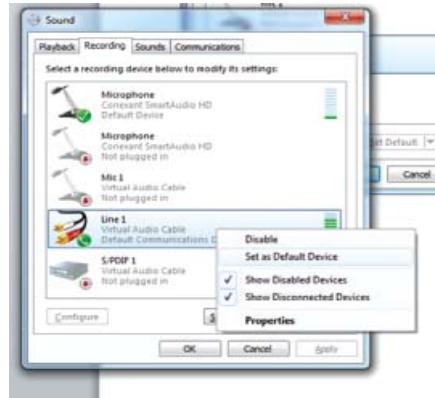 Sound
Playback Recording Sounds Communications
Select a recording device below to modify its settings:
Microphone
Conexant SmartAudio HD
Default Device
Microphone
Conexant SmartAudio HD
Not plugged in
Mic 1
Virtual Audio Cable
Not plugged in
Line 1
Virtual Audio Cable
Default Communications D
S/PDIF 1
Virtual Audio Cable
Not plugged in
Disable
Set as Default Device
Show Disabled Devices
Show Disconnected Devices
Properties
Configure
S
OK Cancel Apply
et Default
Cancel